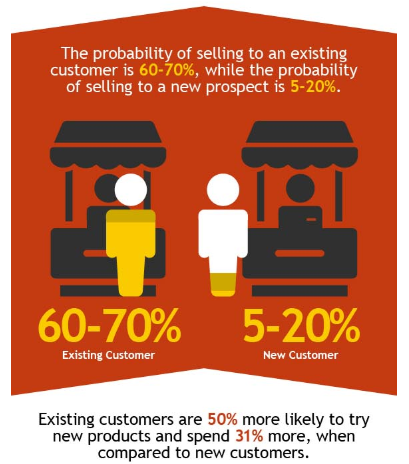 The probability of selling to an existing
customer is 60-70%, while the probability
of selling to a new prospect is 5-20%.
60-70%
Existing Customer
5-20%
New Customer
Existing customers are 50% more likely to try
new products and spend 31% more, when
compared to new customers.